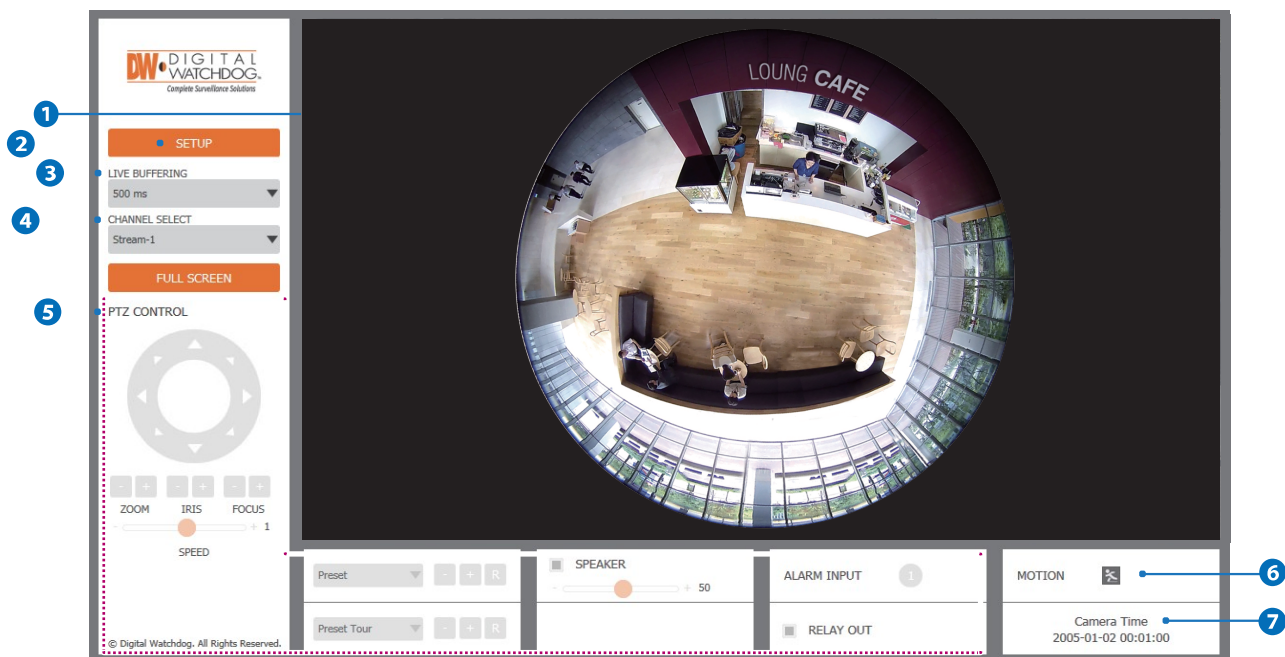 DW DIGITAL
WATCHDOG®
Complete Surveillance Solutions
LOUNG CAFE
1
2
SETUP
3
LIVE BUFFERING
500 ms
4
CHANNEL SELECT
Stream-1
FULL SCREEN
5
PTZ CONTROL
- + - + - +
ZOOM IRIS FOCUS
- + 1
SPEED
© Digital Watchdog. All Rights Reserved.
Preset - + R
Preset Tour - + R
SPEAKER
- + 50
ALARM INPUT 1
RELAY OUT
MOTION 6
Camera Time 7
2005-01-02 00:01:00